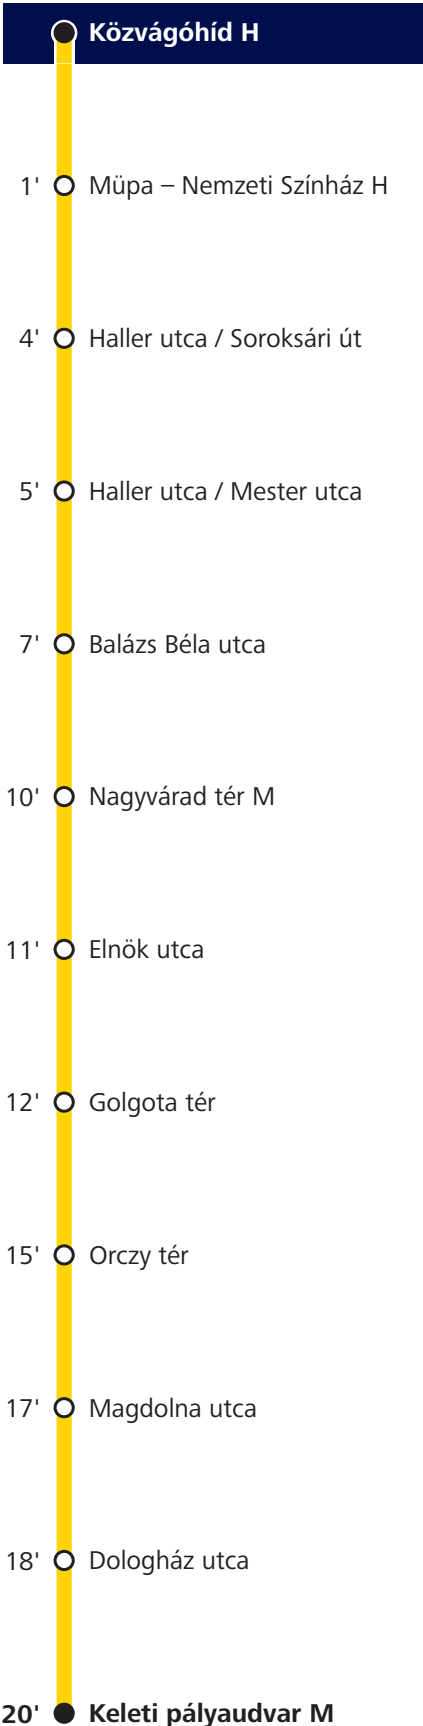 Közvágóhíd H
1' Müpa – Nemzeti Színház H
4' Haller utca / Soroksári út
5' Haller utca / Mester utca
7' Balázs Béla utca
10' Nagyvárad tér M
11' Elnök utca
12' Golgota tér
15' Orczy tér
17' Magdolna utca
18' Dologház utca
20' Keleti pályaudvar M